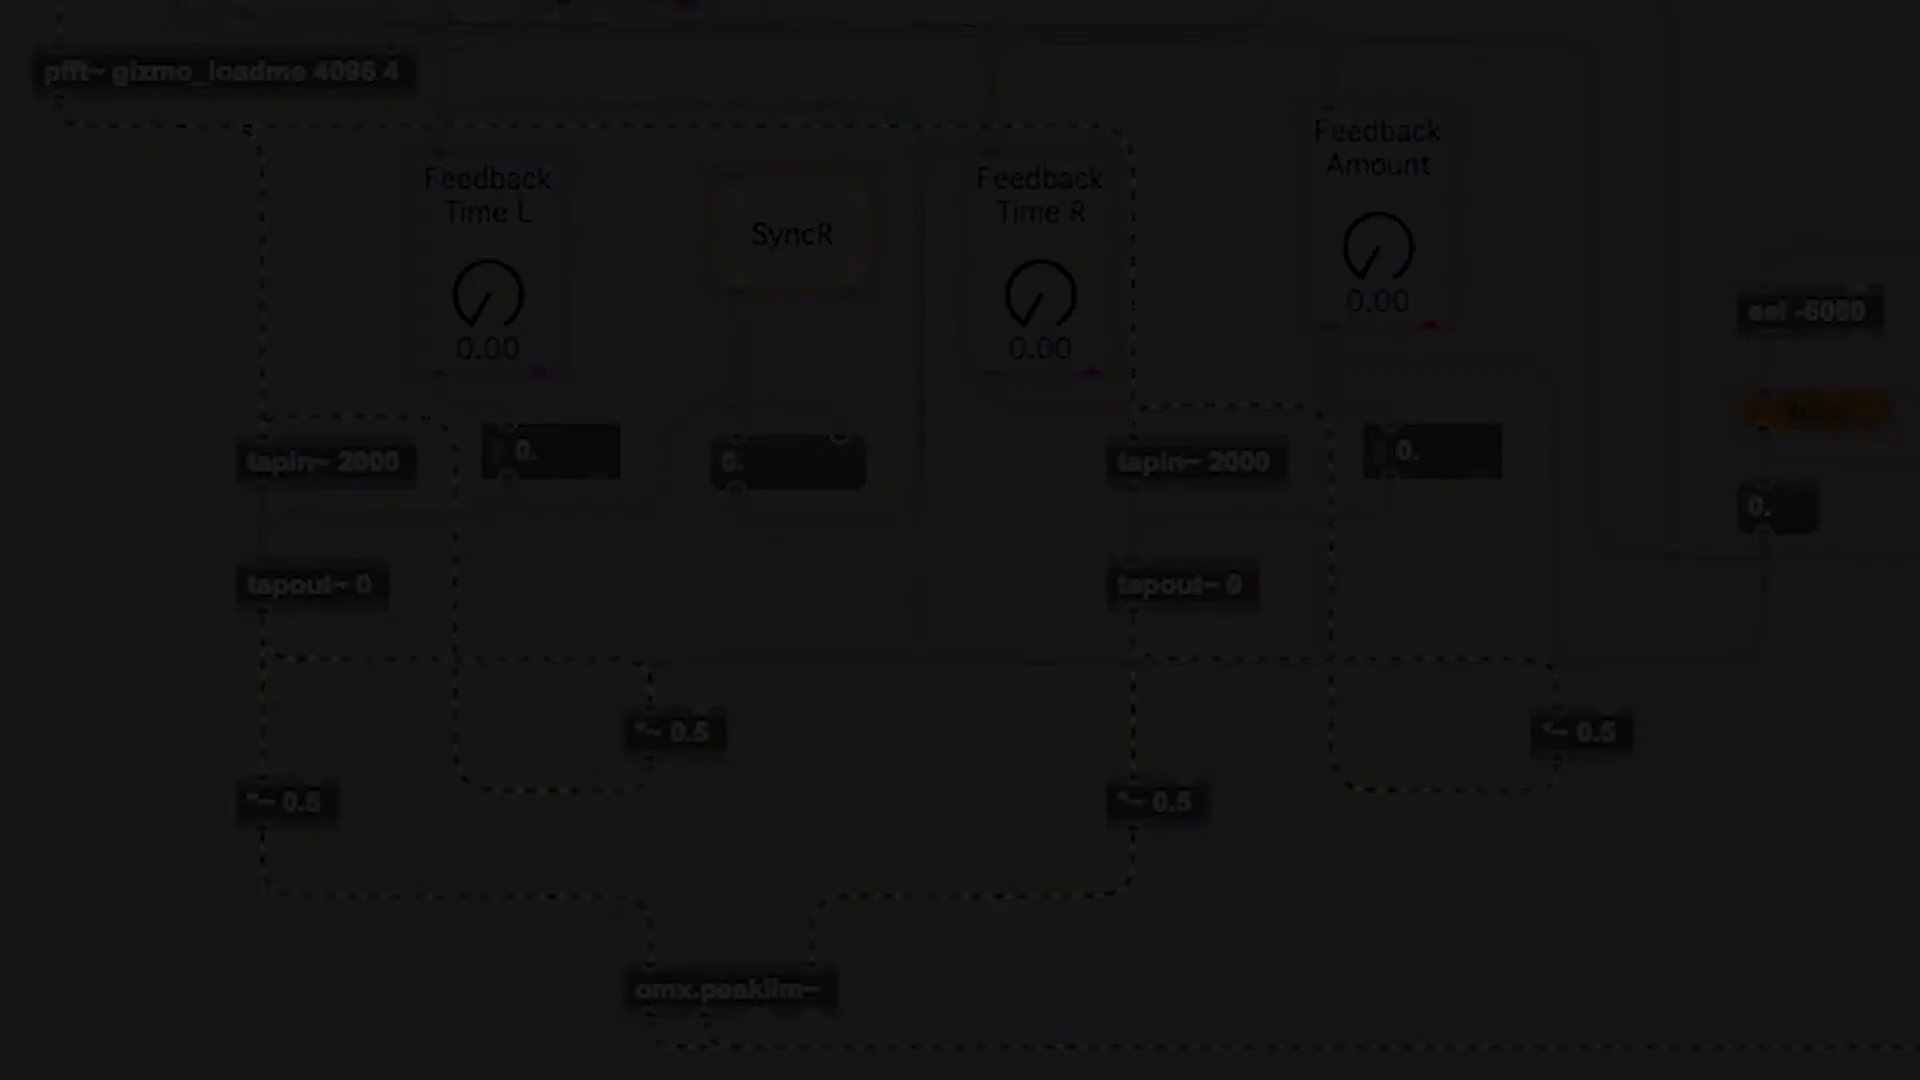 pfft~ gizmo_loadme 4096 4
Feedback
Time L
0.00
SyncR
Feedback
Time R
0.00
Feedback
Amount
0.00
sel -6060
tapin~ 2000
0.
0.
tapin~ 2000
0.
0.
tapout~ 0
tapout~ 0
*~ 0.5
*~ 0.5
*~ 0.5
*~ 0.5
omx.peaklim~